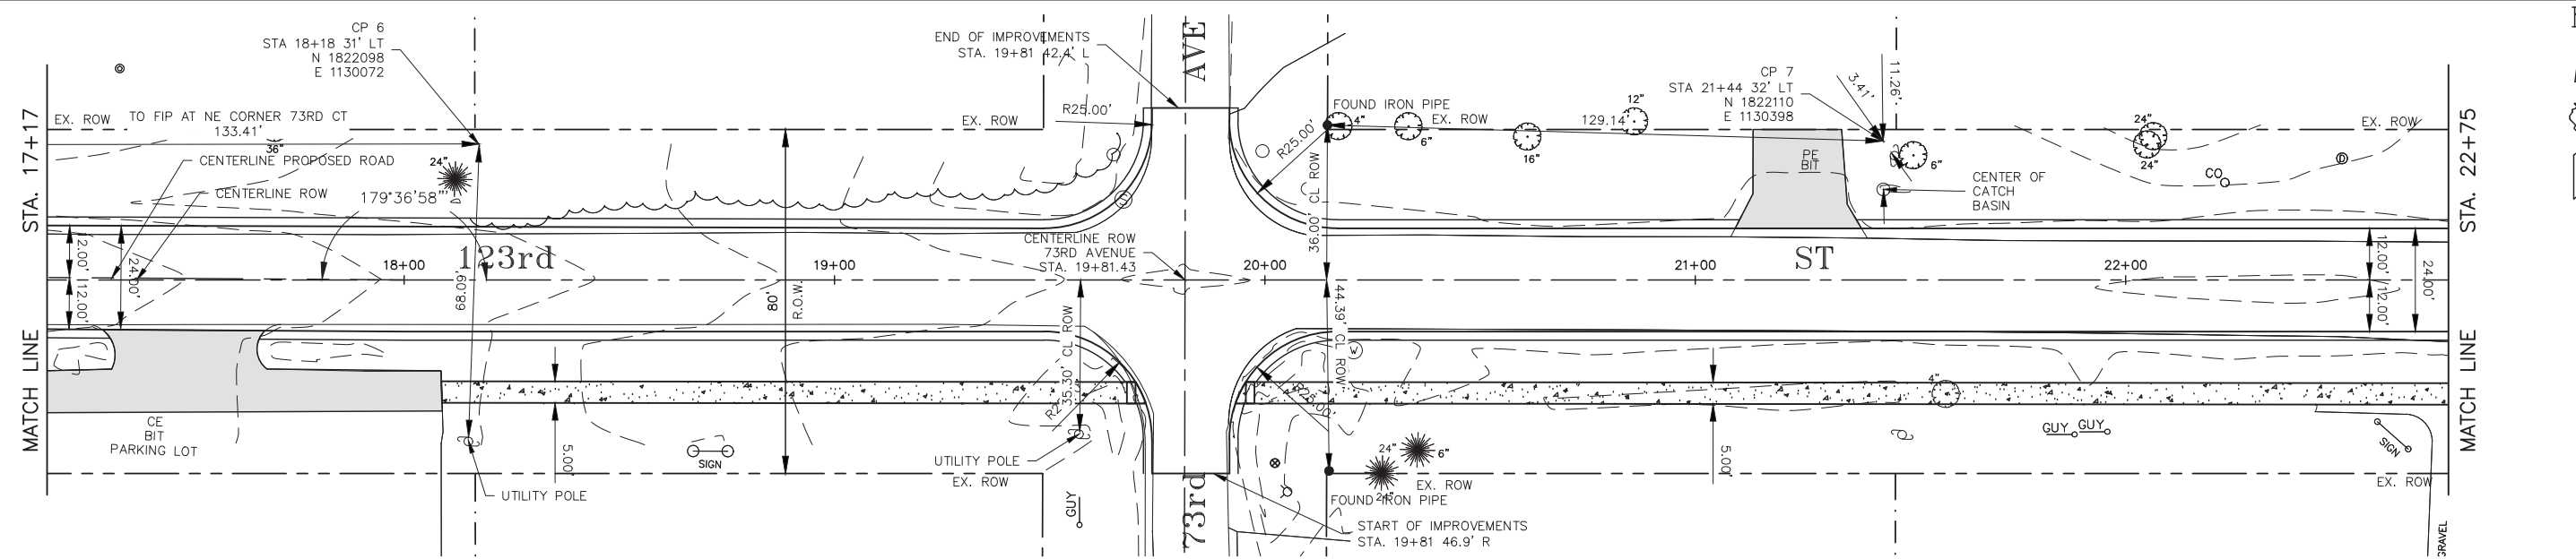 CP 6
STA 18+18 31' LT
N 1822098
E 1130072
END OF IMPROVEMENTS
STA. 19+81 42.4' L
AVE
CP 7
STA 21+44 32' LT
N 1822110
E 1130398
3.41'
11.26'
STA. 17+17
EX. ROW
TO FIP AT NE CORNER 73RD CT
133.41'
36"
CENTERLINE PROPOSED ROAD
CENTERLINE ROW
24"
179°36'58"
EX. ROW
R25.00'
R25.00'
FOUND IRON PIPE
4"
6"
EX. ROW
16"
12"
129.14'
PE
BIT
6"
CENTER OF
CATCH
BASIN
24"
24"
CO
D
EX. ROW
STA. 22+75
2.00'
12.00'
24.00'
18+00
123rd
68.09'
19+00
80'
R.O.W.
CENTERLINE ROW
73RD AVENUE
STA. 19+81.43
20+00
36.00' CL ROW
44.39' CL ROW
21+00
ST
22+00
12.00'
12.00'
24.00'
MATCH LINE
CE
BIT
PARKING LOT
UTILITY POLE
5.00'
SIGN
35.30' CL ROW
R2
UTILITY POLE
EX. ROW
GUY
73rd
R25.00'
W
24"
6"
24"
EX. ROW
FOUND IRON PIPE
START OF IMPROVEMENTS
STA. 19+81 46.9' R
5.00'
4"
GUY
GUY
SIGN
EX. ROW
GRAVEL
MATCH LINE